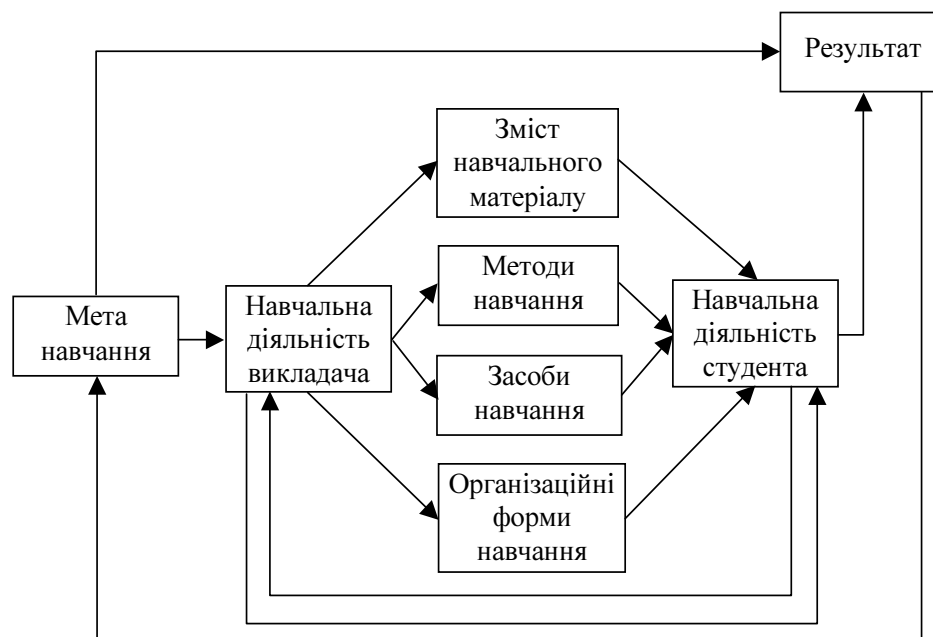 Результат
Зміст
навчального
матеріалу
Методи
навчання
Мета
навчання
Навчальна
діяльність
викладача
Навчальна
діяльність
студента
Засоби
навчання
Організаційні
форми
навчання